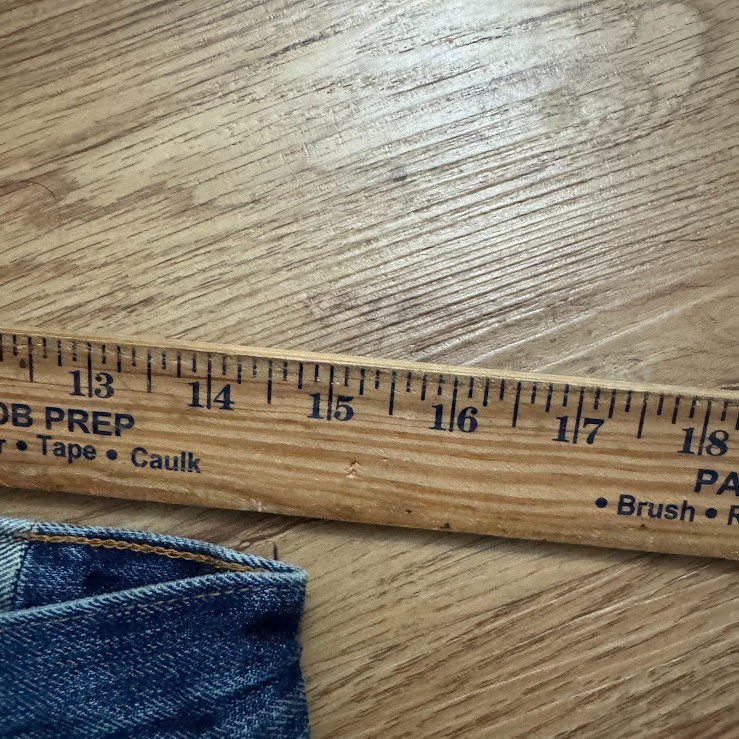 13 14 15 16 17 18
OB PREP
r • Tape • Caulk
PA
• Brush • R